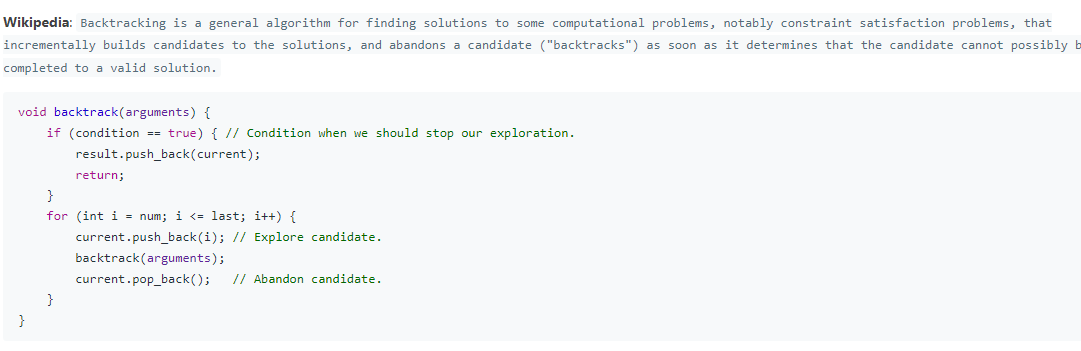 Wikipedia: Backtracking is a general algorithm for finding solutions to some computational problems, notably constraint satisfaction problems, that
incrementally builds candidates to the solutions, and abandons a candidate ("backtracks") as soon as it determines that the candidate cannot possibly
completed to a valid solution.
void backtrack(arguments) {
    if (condition == true) { // Condition when we should stop our exploration.
        result.push_back(current);
        return;
    }
    for (int i = num; i <= last; i++) {
        current.push_back(i); // Explore candidate.
        backtrack(arguments);
        current.pop_back();   // Abandon candidate.
    }
}